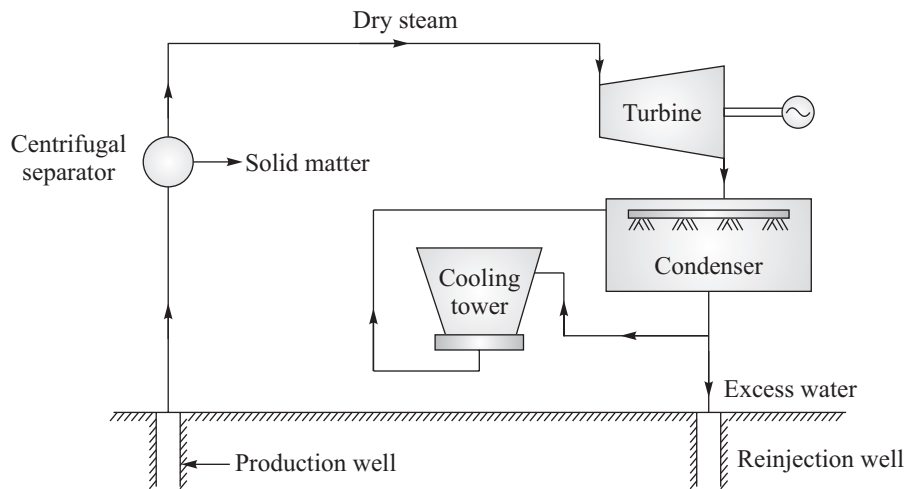 Dry steam
Turbine
Centrifugal
separator
Solid matter
Condenser
Cooling
tower
Excess water
Production well
Reinjection well